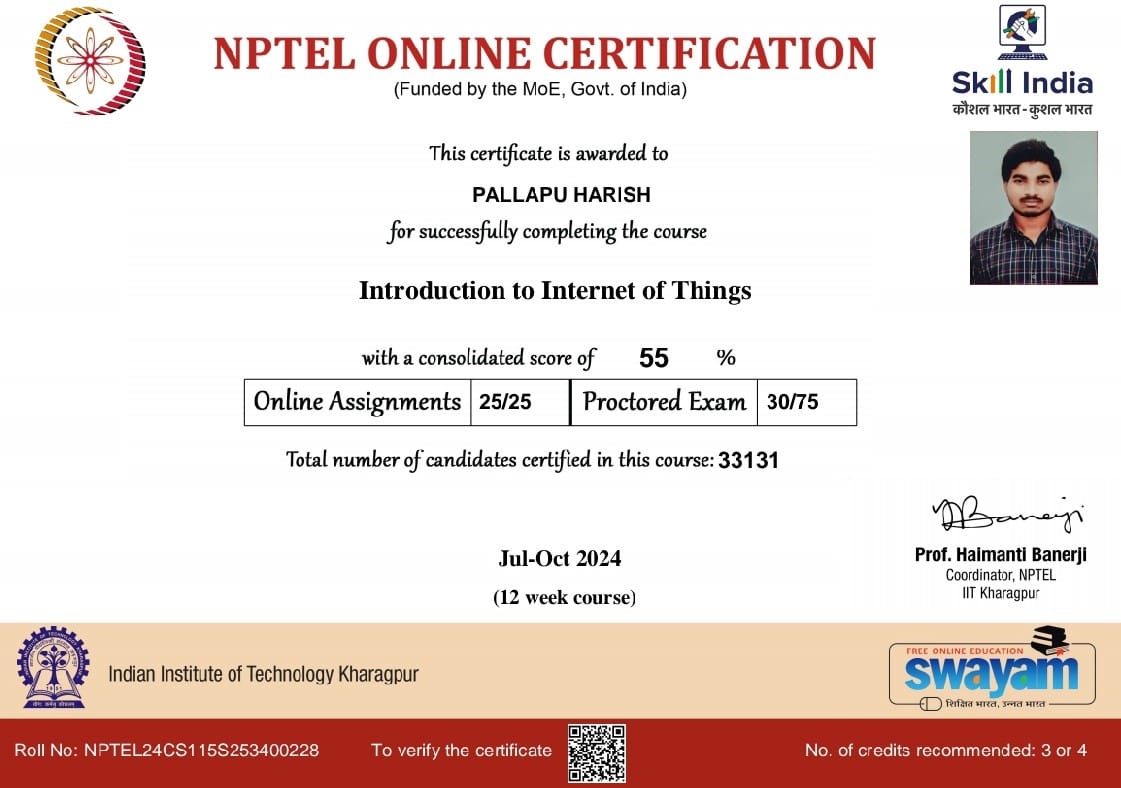 NPTEL ONLINE CERTIFICATION
(Funded by the MoE, Govt. of India)
Skill India
कौशल भारत - कुशल भारत
This certificate is awarded to
PALLAPU HARISH
for successfully completing the course
Introduction to Internet of Things
with a consolidated score of 55 %
Online Assignments 25/25 Proctored Exam 30/75
Total number of candidates certified in this course: 33131
Jul-Oct 2024
(12 week course)
Prof. Haimanti Banerji
Coordinator, NPTEL
IIT Kharagpur
Indian Institute of Technology Kharagpur
FREE ONLINE EDUCATION
swayam
शिक्षित भारत, उन्नत भारत
Roll No: NPTEL24CS115S253400228
To verify the certificate
No. of credits recommended: 3 or 4